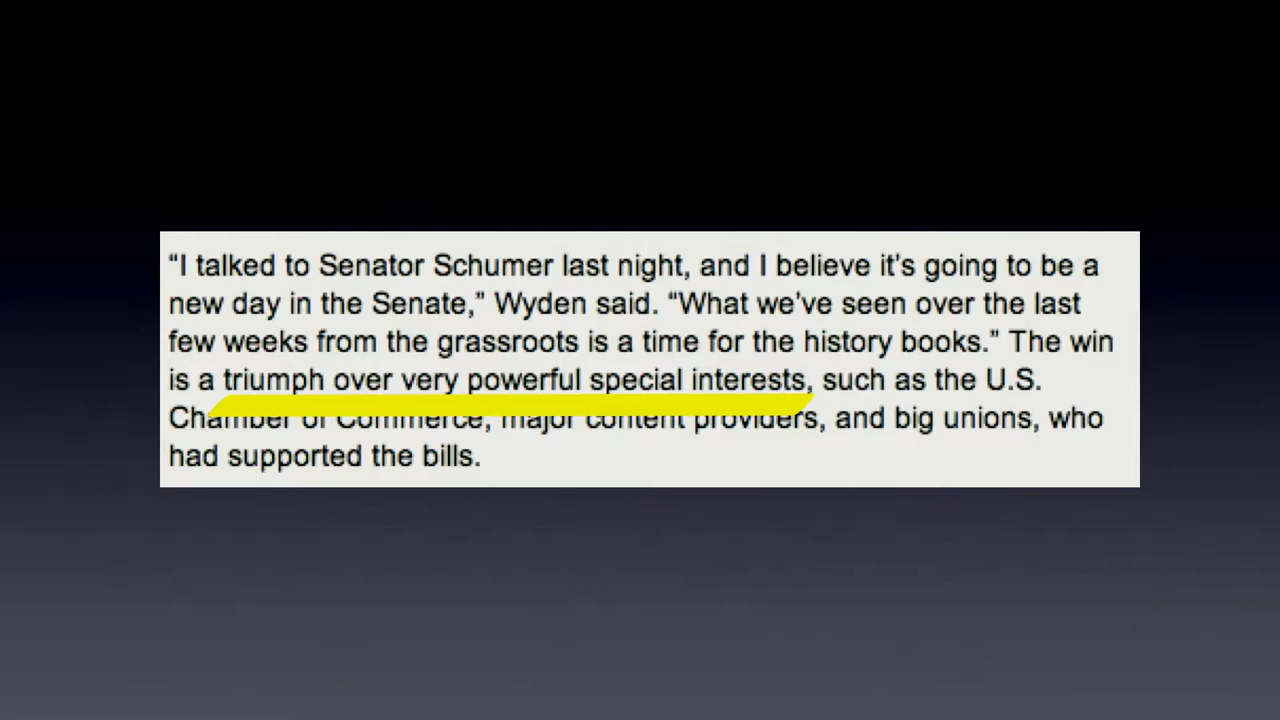 “I talked to Senator Schumer last night, and I believe it’s going to be a
new day in the Senate,” Wyden said. “What we’ve seen over the last
few weeks from the grassroots is a time for the history books.” The win
is a triumph over very powerful special interests, such as the U.S.
Chamber of Commerce, major content providers, and big unions, who
had supported the bills.